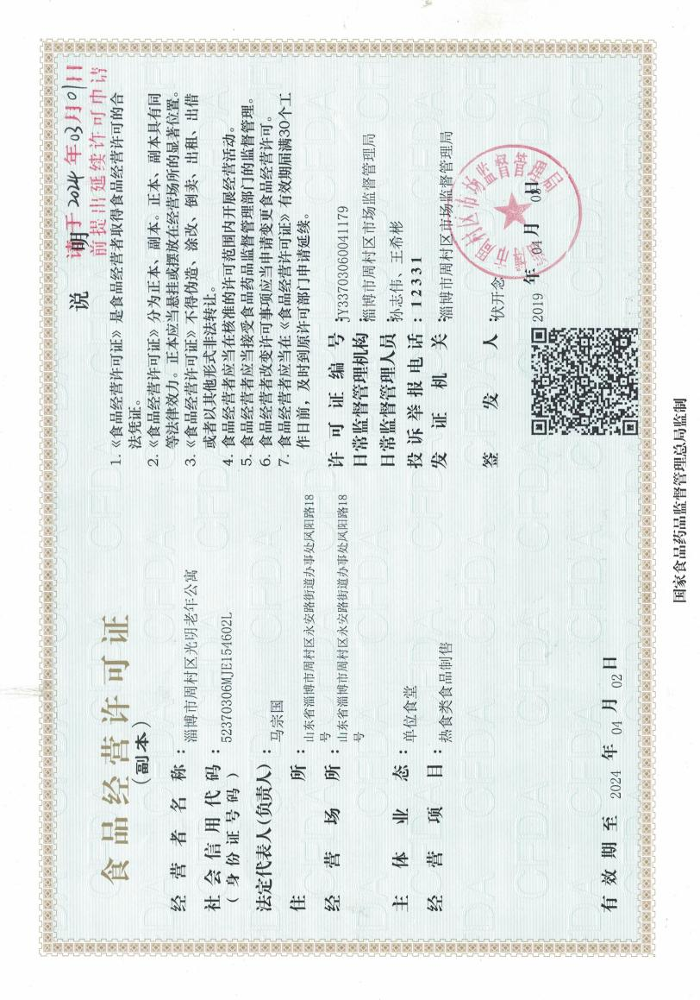 食品经营许可证
(副本)
经营者名称：淄博市周村区光玥老年公寓
社会信用代码：52370306MJE154602L
(身份证号码)
法定代表人(负责人)：马宗国
住所：山东省淄博市周村区永安路街道办事处凤阳路18
号
经营场所：山东省淄博市周村区永安路街道办事处凤阳路18
号
主体业态：单位食堂
经营项目：热食类食品制售
有效期至 2024 年 04 月 02 日
说明
请于2024年03月01日
前提出延续许可申请
1. 《食品经营许可证》是食品经营者取得食品经营许可的合
法凭证。
2. 《食品经营许可证》分为正本、副本。正本、副本具有同
等法律效力。正本应当悬挂或摆放在经营场所的显著位置。
3. 《食品经营许可证》不得伪造、涂改、倒卖、出租、出借
或者以其他形式非法转让。
4. 食品经营者应当在核准的许可范围内开展经营活动。
5. 食品经营者应当接受食品药品监督管理部门的监督管理。
6. 食品经营者改变许可事项应当申请变更食品经营许可。
7. 食品经营者应当在《食品经营许可证》有效期届满30个工
作日前，及时到原许可部门申请延续。
许可证编号：JY33703060041179
日常监督管理机构：淄博市周村区市场监督管理局
日常监督管理人员：孙志伟、王希彬
投诉举报电话：12331
发证机关：淄博市周村区市场监督管理局
签发人：伏开念
2019 年 04 月 03 日
淄博市周村区市场监督管理局
国家食品药品监督管理总局监制